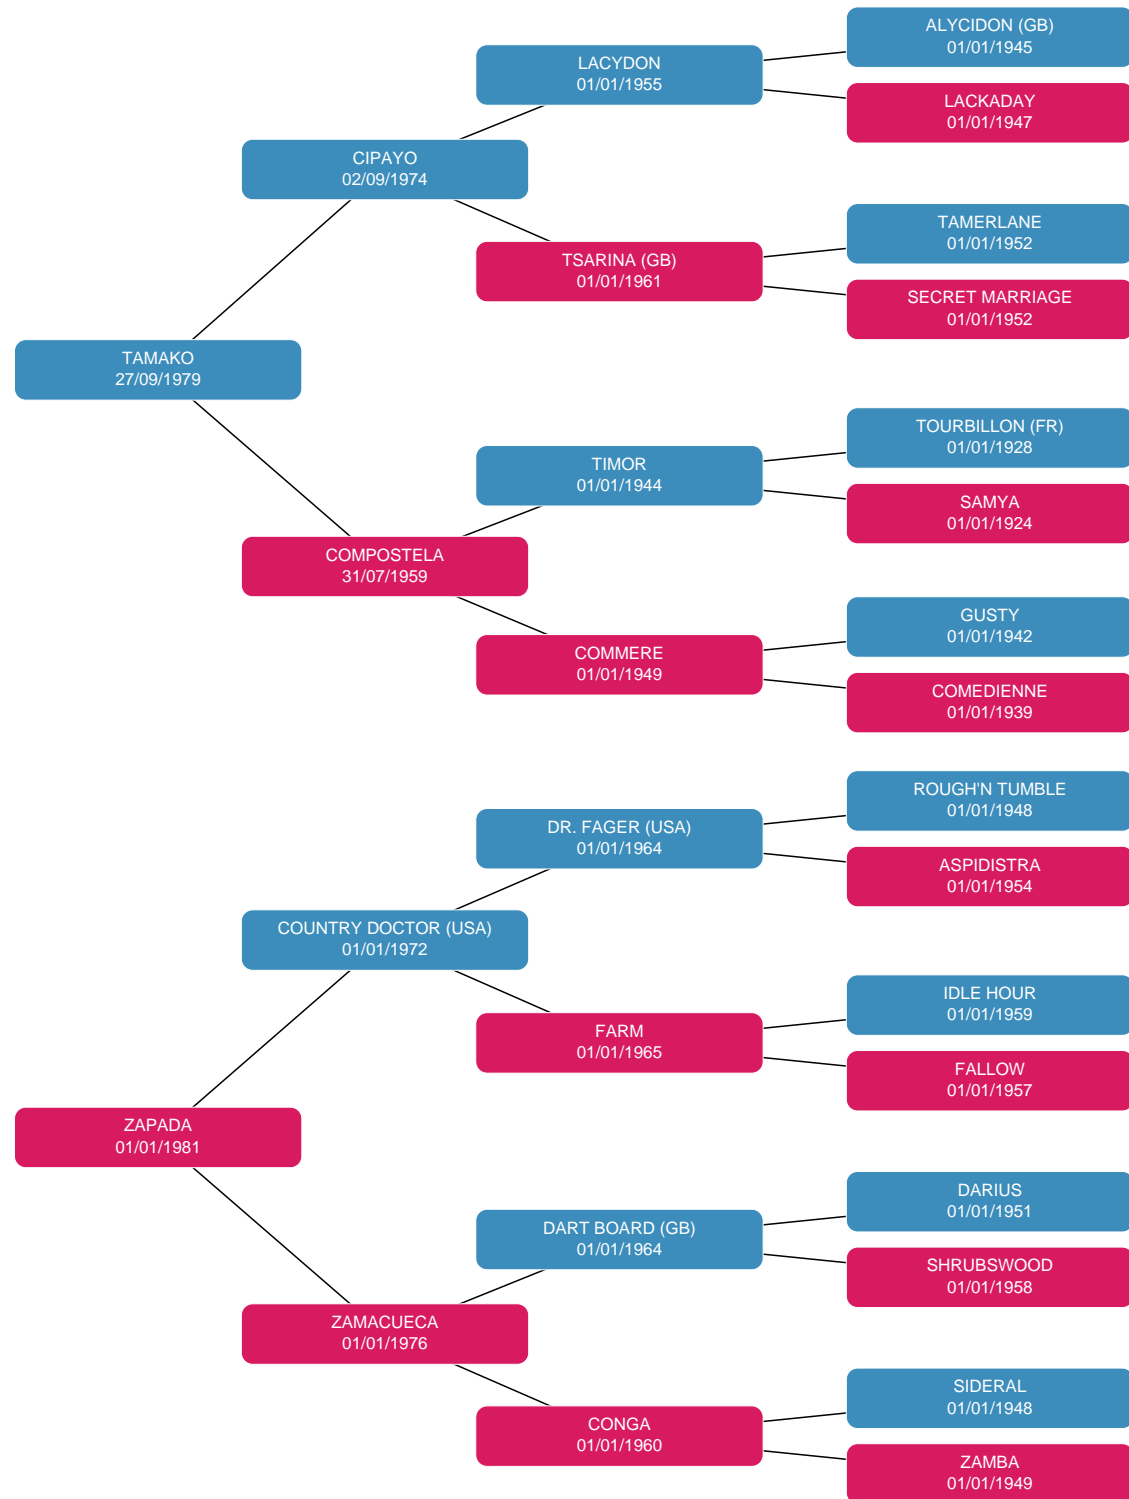 ALYCIDON (GB)
01/01/1945
LACYDON
01/01/1955
LACKADAY
01/01/1947
CIPAYO
02/09/1974
TAMERLANE
01/01/1952
TSARINA (GB)
01/01/1961
SECRET MARRIAGE
01/01/1952
TAMAKO
27/09/1979
TOURBILLON (FR)
01/01/1928
TIMOR
01/01/1944
SAMYA
01/01/1924
COMPOSTELA
31/07/1959
GUSTY
01/01/1942
COMMERE
01/01/1949
COMEDIENNE
01/01/1939
ROUGH'N TUMBLE
01/01/1948
DR. FAGER (USA)
01/01/1964
ASPIDISTRA
01/01/1954
COUNTRY DOCTOR (USA)
01/01/1972
IDLE HOUR
01/01/1959
FARM
01/01/1965
FALLOW
01/01/1957
ZAPADA
01/01/1981
DARIUS
01/01/1951
DART BOARD (GB)
01/01/1964
SHRUBSWOOD
01/01/1958
ZAMACUECA
01/01/1976
SIDERAL
01/01/1948
CONGA
01/01/1960
ZAMBA
01/01/1949